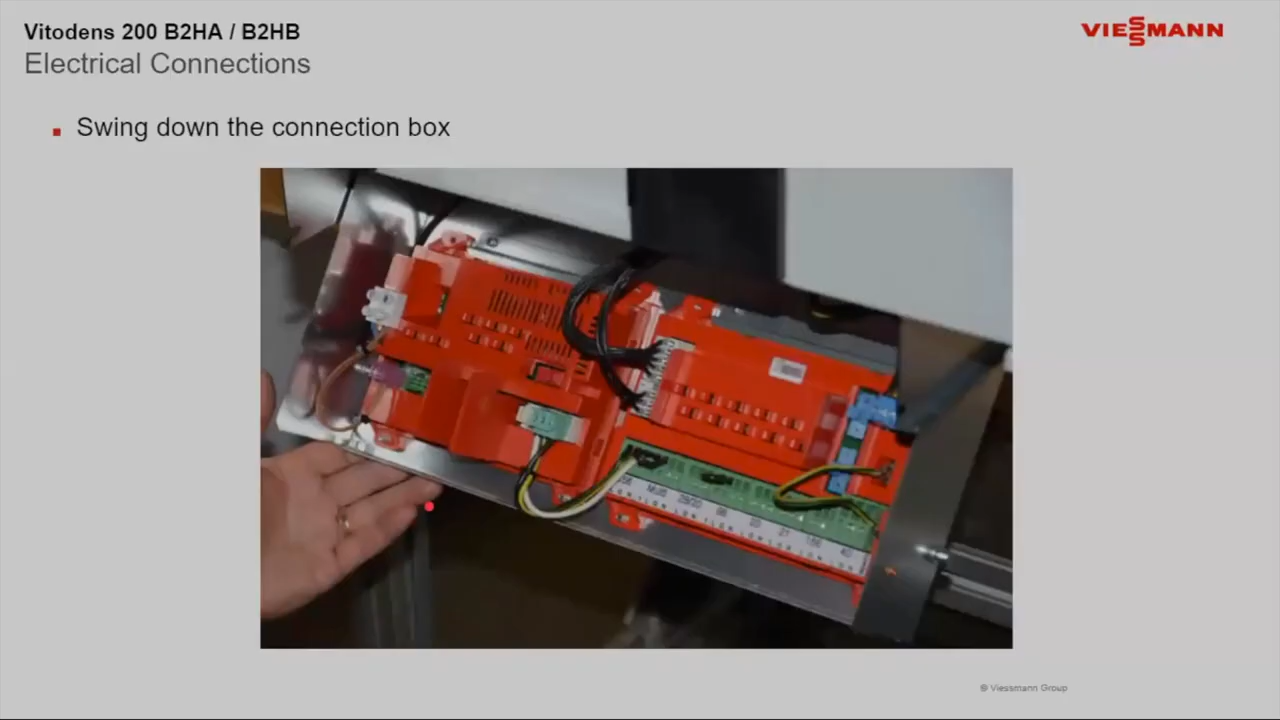 Vitodens 200 B2HA / B2HB
VIESSMANN
Electrical Connections
▪ Swing down the connection box
© Viessmann Group